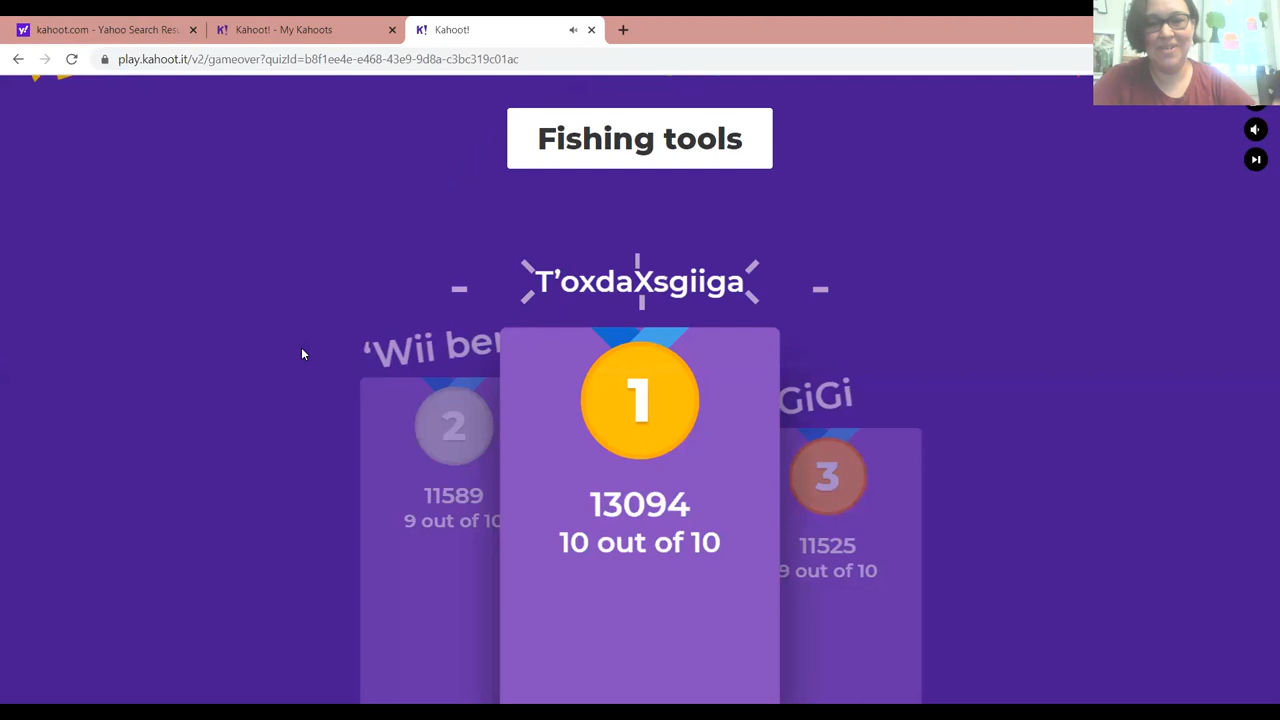 kahoot.com - Yahoo Search Resu
Kahoot! - My Kahoots
Kahoot!
play.kahoot.it/v2/gameover?quizId=b8f1ee4e-e468-43e9-9d8a-c3bc319c01ac
Fishing tools
T’oxdaXsgiiga
‘Wii ber
GiGi
1
2
3
13094
10 out of 10
11589
9 out of 10
11525
9 out of 10